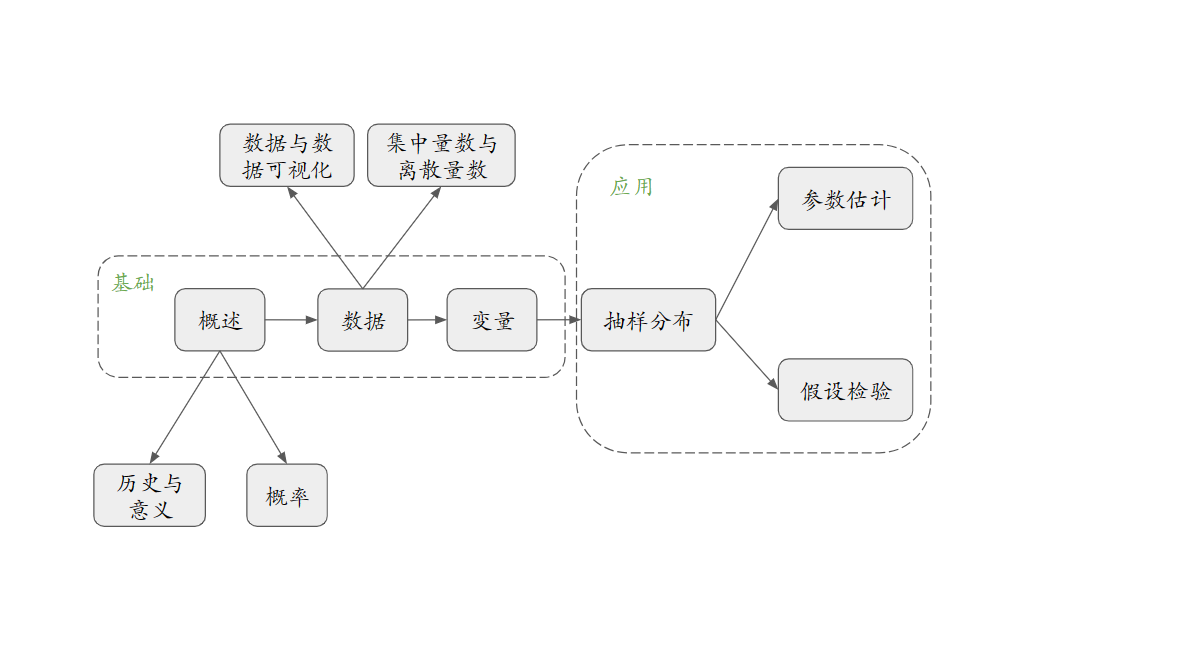 数据与数
据可视化
集中量数与
离散量数
应用
参数估计
基础
概述
数据
变量
抽样分布
假设检验
历史与
意义
概率